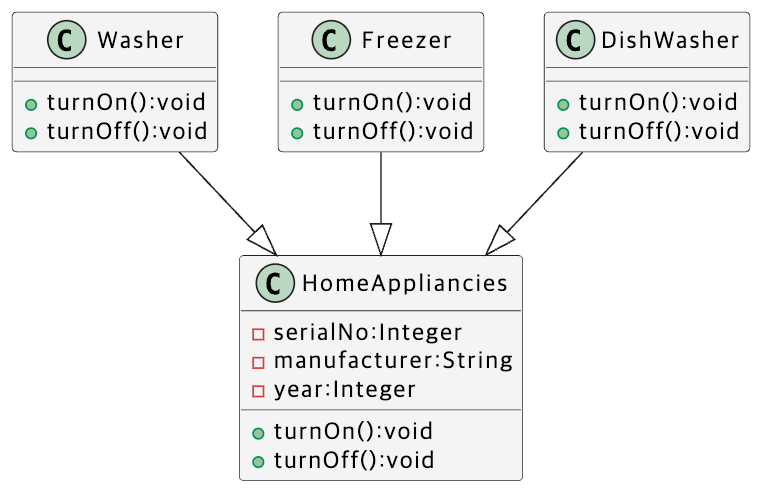 C Washer
turnOn():void
turnOff():void
C Freezer
turnOn():void
turnOff():void
C DishWasher
turnOn():void
turnOff():void
C HomeAppliancies
serialNo:Integer
manufacturer:String
year:Integer
turnOn():void
turnOff():void